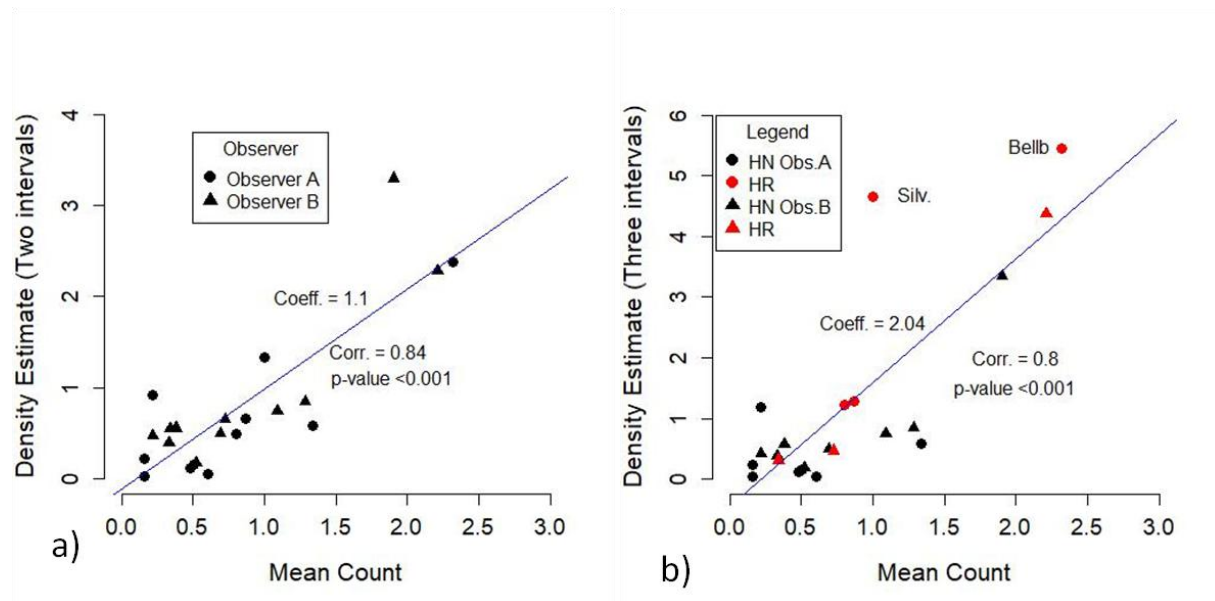 Density Estimate (Two intervals)
4
3
2
1
0
Observer
Observer A
Observer B
Coeff. = 1.1
Corr. = 0.84
p-value <0.001
0.0 0.5 1.0 1.5 2.0 2.5 3.0
Mean Count
a)
Density Estimate (Three intervals)
6
5
4
3
2
1
0
Legend
HN Obs.A
HR
HN Obs.B
HR
Bellb
Silv.
Coeff. = 2.04
Corr. = 0.8
p-value <0.001
0.0 0.5 1.0 1.5 2.0 2.5 3.0
Mean Count
b)